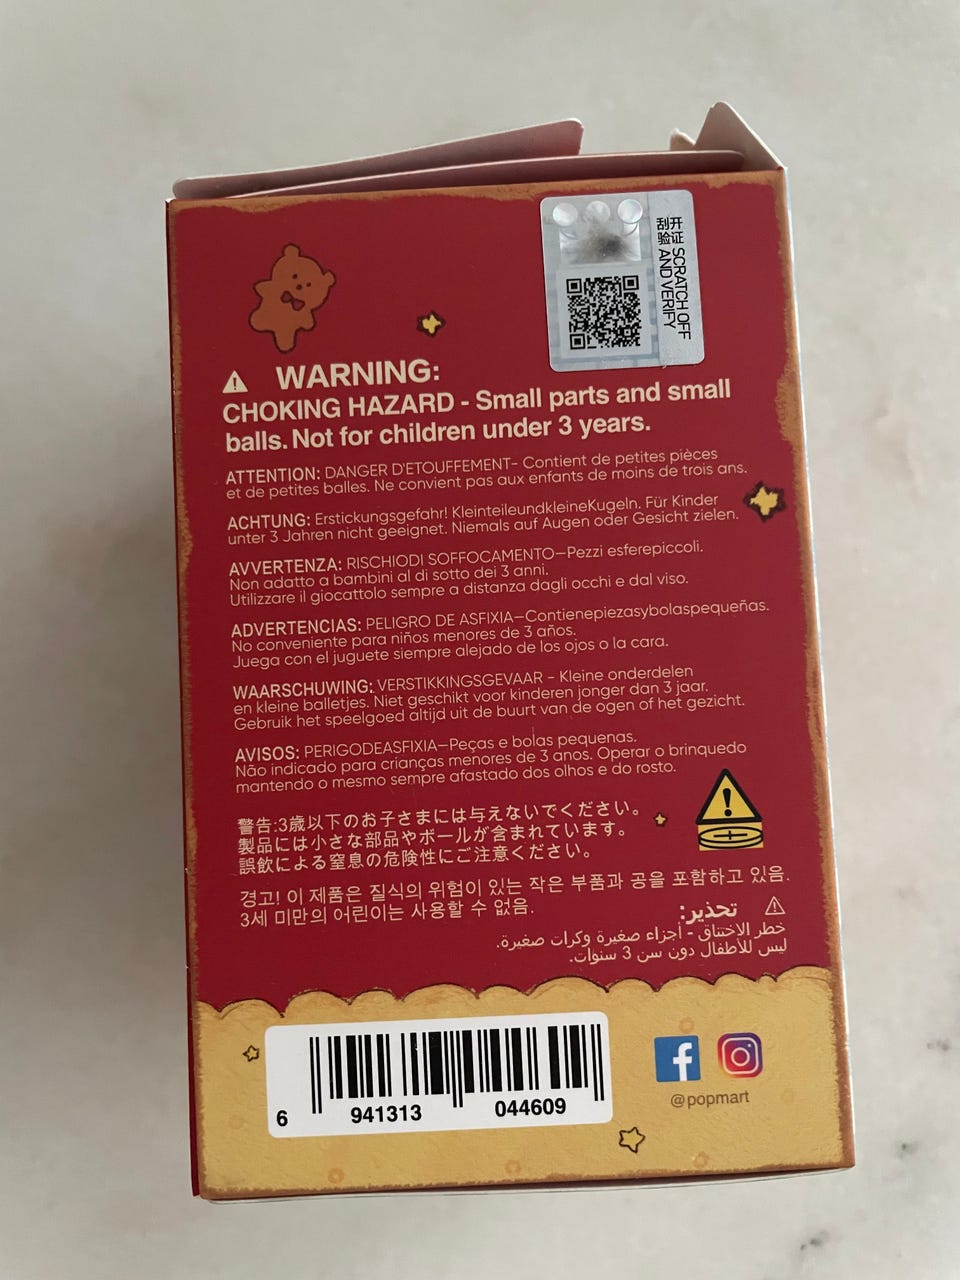 开证 SCRATCH OFF
刮验 AND VERIFY
WARNING:
CHOKING HAZARD - Small parts and small
balls. Not for children under 3 years.
ATTENTION: DANGER D'ETOUFFEMENT- Contient de petites pièces
et de petites balles. Ne convient pas aux enfants de moins de trois ans.
ACHTUNG: Erstickungsgefahr! KleinteileundkleineKugeln. Für Kinder
unter 3 Jahren nicht geeignet. Niemals auf Augen oder Gesicht zielen.
AVVERTENZA: RISCHIODI SOFFOCAMENTO—Pezzi esferepiccoli.
Non adatto a bambini al di sotto dei 3 anni.
Utilizzare il giocattolo sempre a distanza dagli occhi e dal viso.
ADVERTENCIAS: PELIGRO DE ASFIXIA—Contienepiezasybolaspequeñas.
No conveniente para niños menores de 3 años.
Juega con el juguete siempre alejado de los ojos o la cara.
WAARSCHUWING: VERSTIKKINGSGEVAAR - Kleine onderdelen
en kleine balletjes. Niet geschikt voor kinderen jonger dan 3 jaar.
Gebruik het speelgoed altijd uit de buurt van de ogen of het gezicht.
AVISOS: PERIGODEASFIXIA—Peças e bolas pequenas.
Não indicado para crianças menores de 3 anos. Operar o brinquedo
mantendo o mesmo sempre afastado dos olhos e do rosto.
警告:3歳以下のお子さまには与えないでください。
製品には小さな部品やボールが含まれています。
誤飲による窒息の危険性にご注意ください。
경고! 이 제품은 질식의 위험이 있는 작은 부품과 공을 포함하고 있음.
3세 미만의 어린이는 사용할 수 없음.
تحذير:
خطر الاختناق - أجزاء صغيرة وكرات صغيرة.
ليس للأطفال دون سن 3 سنوات.
6 941313 044609
@popmart